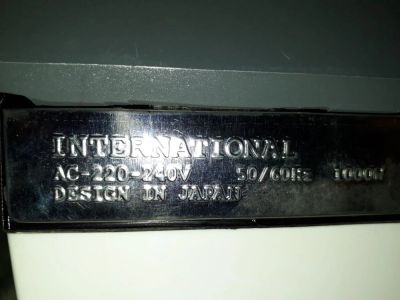 INTERNATIONAL
AC-220-240V 50/60Hz 1000W
DESIGN IN JAPAN